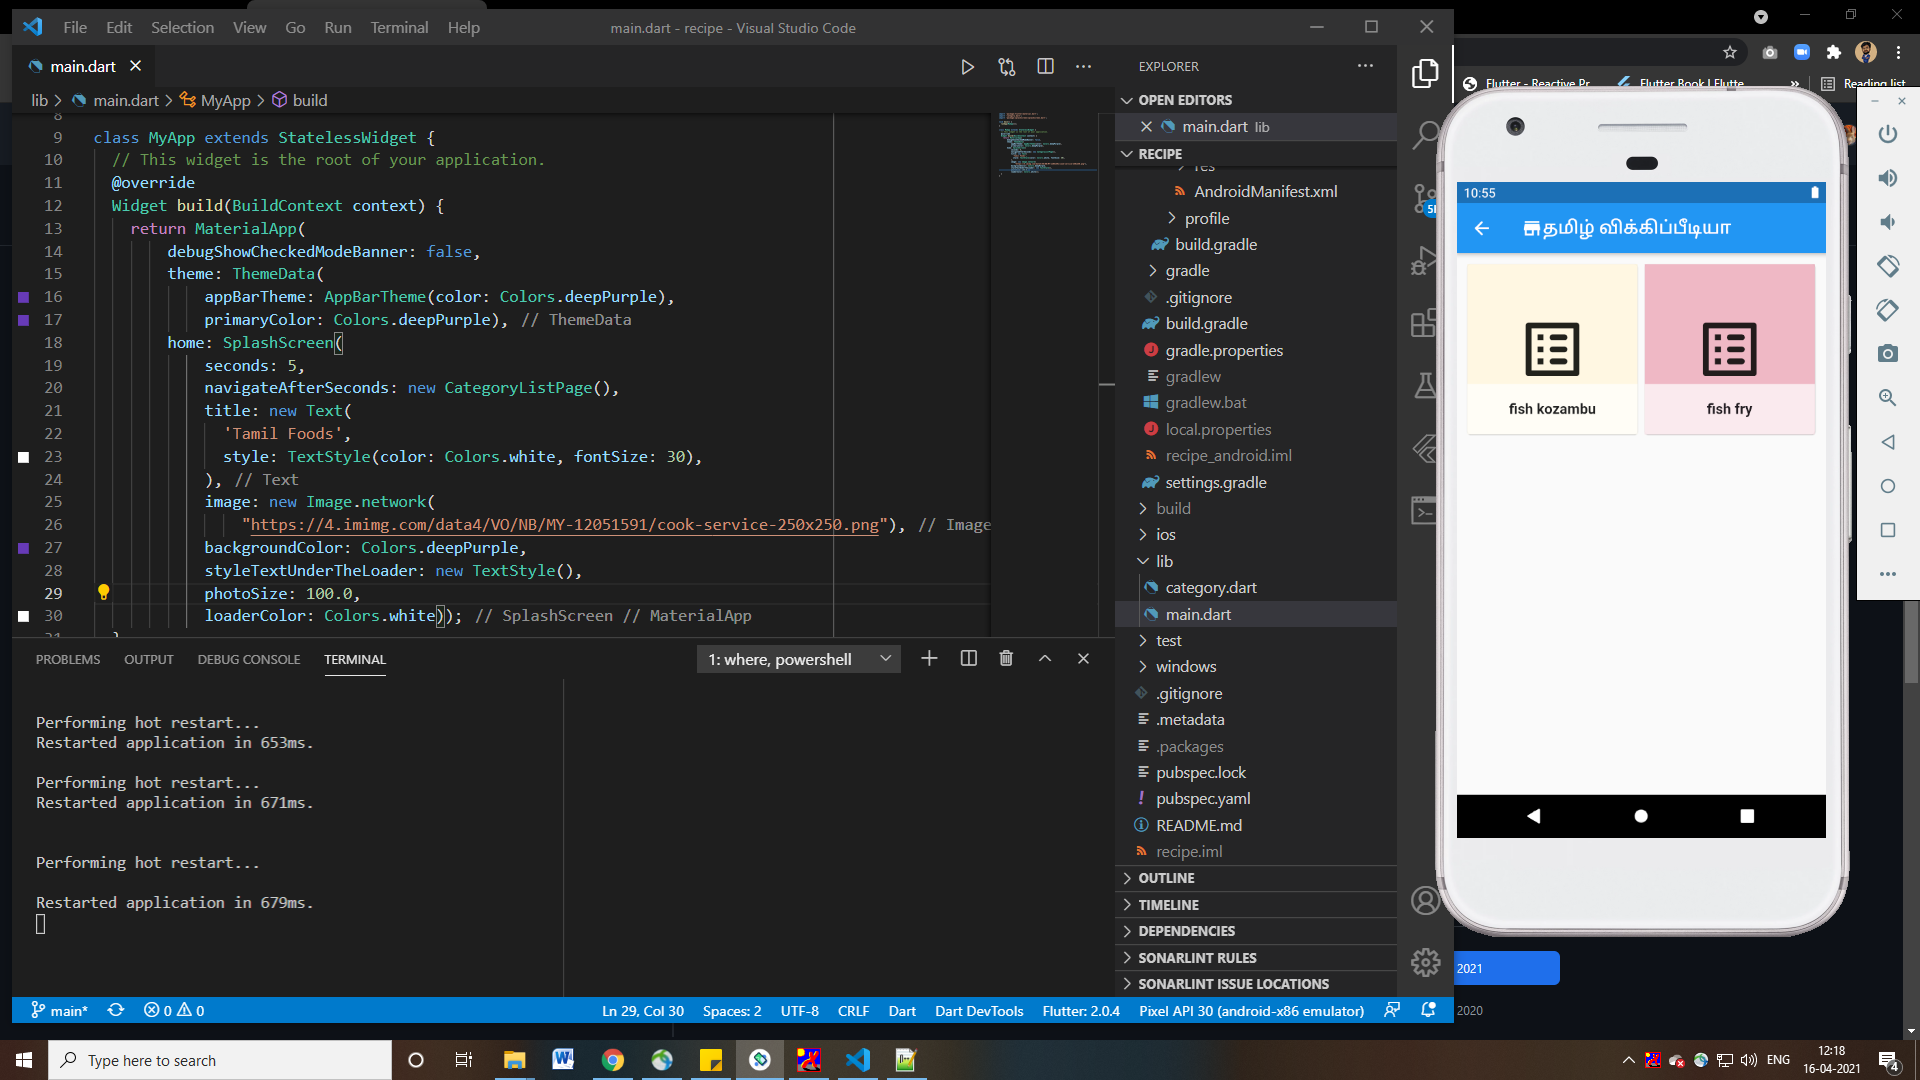 File Edit Selection View Go Run Terminal Help
main.dart - recipe - Visual Studio Code
main.dart
lib > main.dart > MyApp > build
8
9 class MyApp extends StatelessWidget {
10 // This widget is the root of your application.
11 @override
12 Widget build(BuildContext context) {
13 return MaterialApp(
14 debugShowCheckedModeBanner: false,
15 theme: ThemeData(
16 appBarTheme: AppBarTheme(color: Colors.deepPurple),
17 primaryColor: Colors.deepPurple), // ThemeData
18 home: SplashScreen(
19 seconds: 5,
20 navigateAfterSeconds: new CategoryListPage(),
21 title: new Text(
22 'Tamil Foods',
23 style: TextStyle(color: Colors.white, fontSize: 30),
24 ), // Text
25 image: new Image.network(
26 "https://4.imimg.com/data4/VO/NB/MY-12051591/cook-service-250x250.png"), // Image
27 backgroundColor: Colors.deepPurple,
28 styleTextUnderTheLoader: new TextStyle(),
29 photoSize: 100.0,
30 loaderColor: Colors.white)); // SplashScreen // MaterialApp
31 }
PROBLEMS OUTPUT DEBUG CONSOLE TERMINAL
1: where, powershell
Performing hot restart...
Restarted application in 653ms.
Performing hot restart...
Restarted application in 671ms.
Performing hot restart...
Restarted application in 679ms.
EXPLORER
OPEN EDITORS
main.dart lib
RECIPE
res
AndroidManifest.xml
profile
build.gradle
gradle
.gitignore
build.gradle
gradle.properties
gradlew
gradlew.bat
local.properties
recipe_android.iml
settings.gradle
build
ios
lib
category.dart
main.dart
test
windows
.gitignore
.metadata
.packages
pubspec.lock
pubspec.yaml
README.md
recipe.iml
OUTLINE
TIMELINE
DEPENDENCIES
SONARLINT RULES
SONARLINT ISSUE LOCATIONS
main* 0 0
Ln 29, Col 30 Spaces: 2 UTF-8 CRLF Dart Dart DevTools Flutter: 2.0.4 Pixel API 30 (android-x86 emulator)
Flutter - Reactive Pr Flutter Book | Flutte » Reading list
10:55
தமிழ் விக்கிப்பீடியா
fish kozambu
fish fry
2021
2020
Type here to search
ENG
12:18
16-04-2021
4